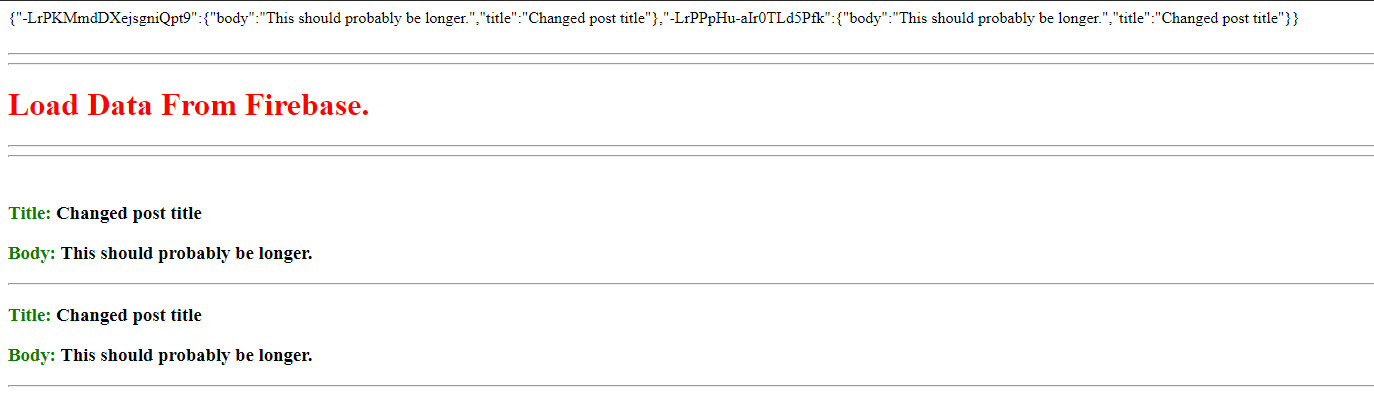 {"-LrPKMmdDXejsgniQpt9":{"body":"This should probably be longer.","title":"Changed post title"},"-LrPPpHu-aIr0TLd5Pfk":{"body":"This should probably be longer.","title":"Changed post title"}}
Load Data From Firebase.
Title: Changed post title
Body: This should probably be longer.
Title: Changed post title
Body: This should probably be longer.